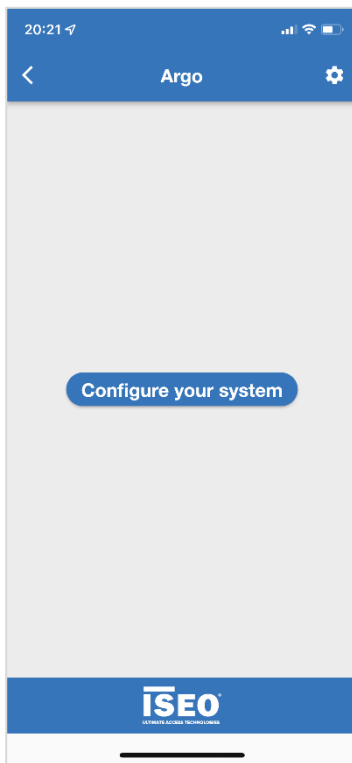 20:21
Argo
Configure your system
ISEO
ULTIMATE ACCESS TECHNOLOGIES